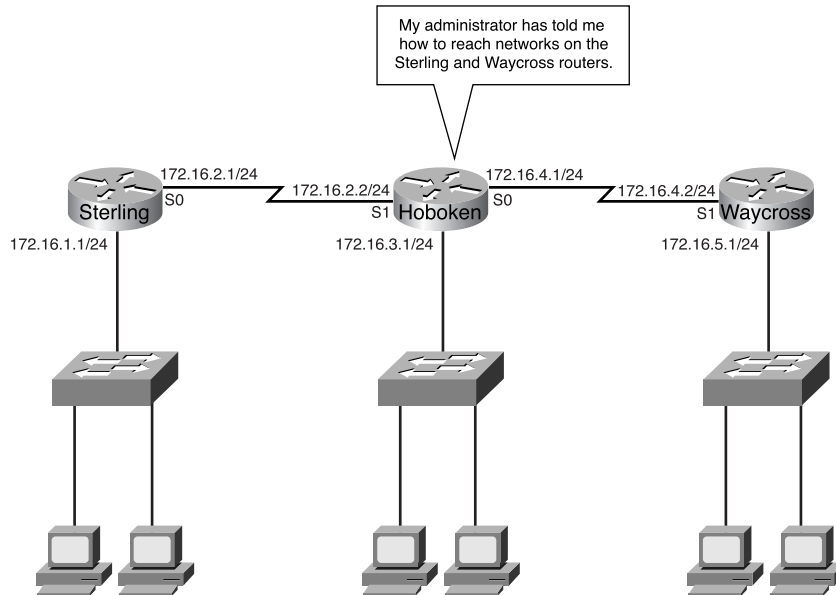 My administrator has told me
how to reach networks on the
Sterling and Waycross routers.
172.16.2.1/24
172.16.4.1/24
172.16.2.2/24
172.16.4.2/24
S0
S1
S0
S1
Sterling
Hoboken
Waycross
172.16.1.1/24
172.16.3.1/24
172.16.5.1/24